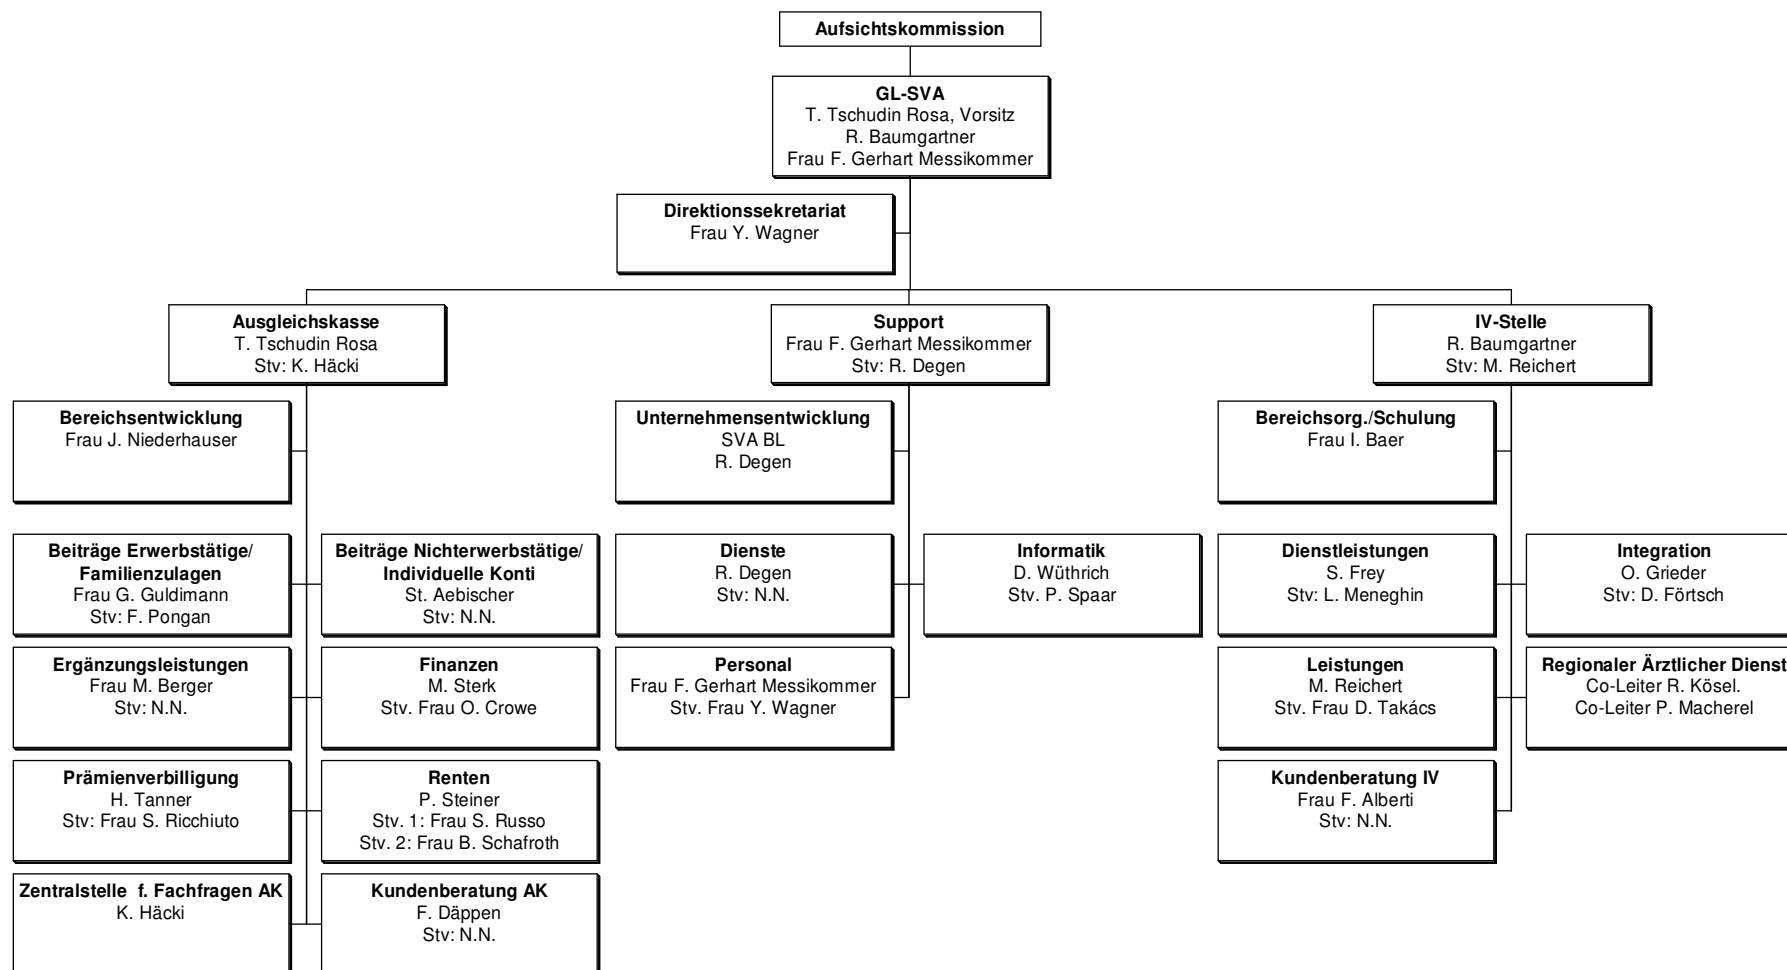 Aufsichtskommission
GL-SVA
T. Tschudin Rosa, Vorsitz
R. Baumgartner
Frau F. Gerhart Messikommer
Direktionssekretariat
Frau Y. Wagner
Ausgleichskasse
T. Tschudin Rosa
Stv: K. Häcki
Support
Frau F. Gerhart Messikommer
Stv: R. Degen
IV-Stelle
R. Baumgartner
Stv: M. Reichert
Bereichsentwicklung
Frau J. Niederhauser
Unternehmensentwicklung
SVA BL
R. Degen
Bereichsorg./Schulung
Frau I. Baer
Beiträge Erwerbstätige/
Familienzulagen
Frau G. Guldimann
Stv: F. Pongan
Beiträge Nichterwerbstätige/
Individuelle Konti
St. Aebischer
Stv: N.N.
Dienste
R. Degen
Stv: N.N.
Informatik
D. Wüthrich
Stv. P. Spaar
Dienstleistungen
S. Frey
Stv: L. Meneghin
Integration
O. Grieder
Stv: D. Förtsch
Ergänzungsleistungen
Frau M. Berger
Stv: N.N.
Finanzen
M. Sterk
Stv. Frau O. Crowe
Personal
Frau F. Gerhart Messikommer
Stv. Frau Y. Wagner
Leistungen
M. Reichert
Stv. Frau D. Takács
Regionaler Ärztlicher Dienst
Co-Leiter R. Kösel.
Co-Leiter P. Macherel
Prämienverbilligung
H. Tanner
Stv: Frau S. Ricchiuto
Renten
P. Steiner
Stv. 1: Frau S. Russo
Stv. 2: Frau B. Schafroth
Kundenberatung IV
Frau F. Alberti
Stv: N.N.
Zentralstelle f. Fachfragen AK
K. Häcki
Kundenberatung AK
F. Däppen
Stv: N.N.